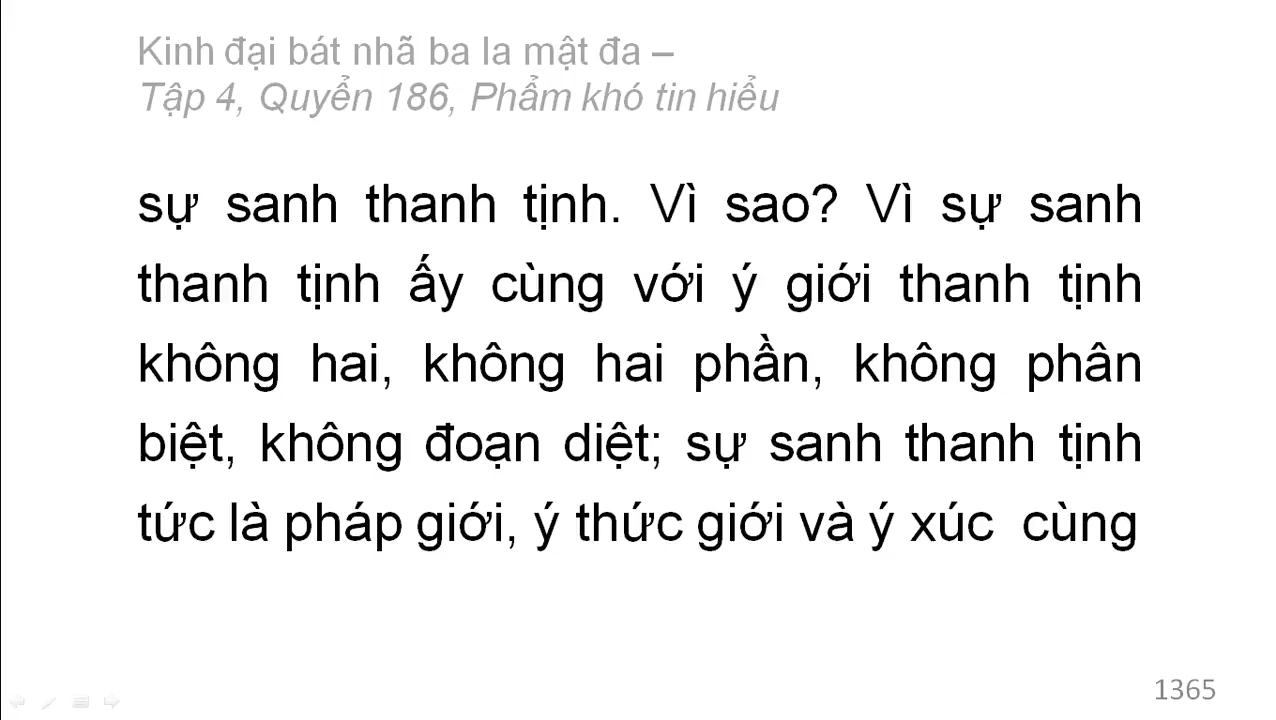 Kinh đại bát nhã ba la mật đa –
Tập 4, Quyển 186, Phẩm khó tin hiểu
sự sanh thanh tịnh. Vì sao? Vì sự sanh
thanh tịnh ấy cùng với ý giới thanh tịnh
không hai, không hai phần, không phân
biệt, không đoạn diệt; sự sanh thanh tịnh
tức là pháp giới, ý thức giới và ý xúc  cùng
1365